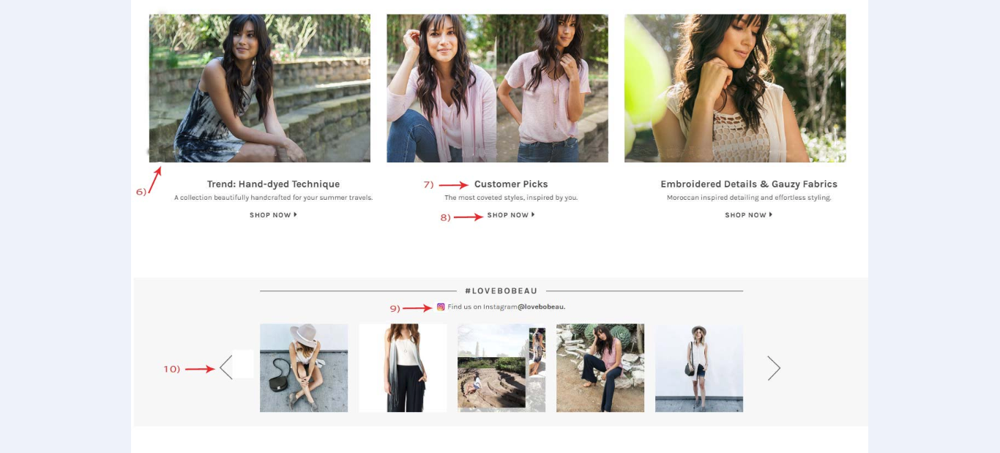 6)
Trend: Hand-dyed Technique
A collection beautifully handcrafted for your summer travels.
SHOP NOW
7) Customer Picks
The most coveted styles, inspired by you.
8) SHOP NOW
Embroidered Details & Gauzy Fabrics
Moroccan inspired detailing and effortless styling.
SHOP NOW
#LOVEBOBEAU
9) Find us on Instagram@lovebobeau.
10)